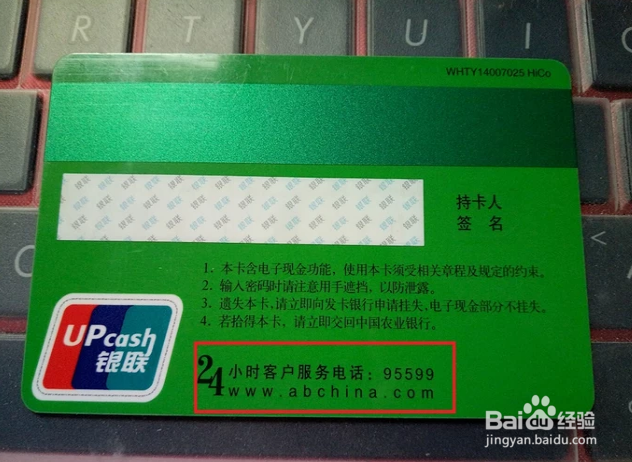 R T Y U I
WHTY14007025 HiCo
持卡人
签 名
1、本卡含电子现金功能，使用本卡须受相关章程及规定的约束。
2、输入密码时请注意用手遮挡，以防泄露。
3、遗失本卡，请立即向发卡银行申请挂失，电子现金部分不挂失。
4、若拾得本卡，请立即交回中国农业银行。
UPcash
银联
24小时客户服务电话：95599
www.abchina.com
<
Baidu经验
jingyan.baidu.com